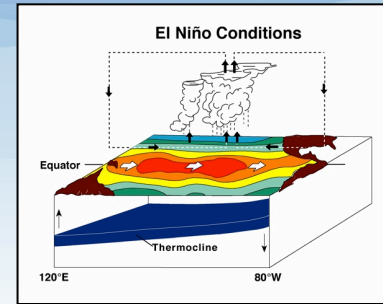 El Niño Conditions
Equator
Thermocline
120°E
80°W